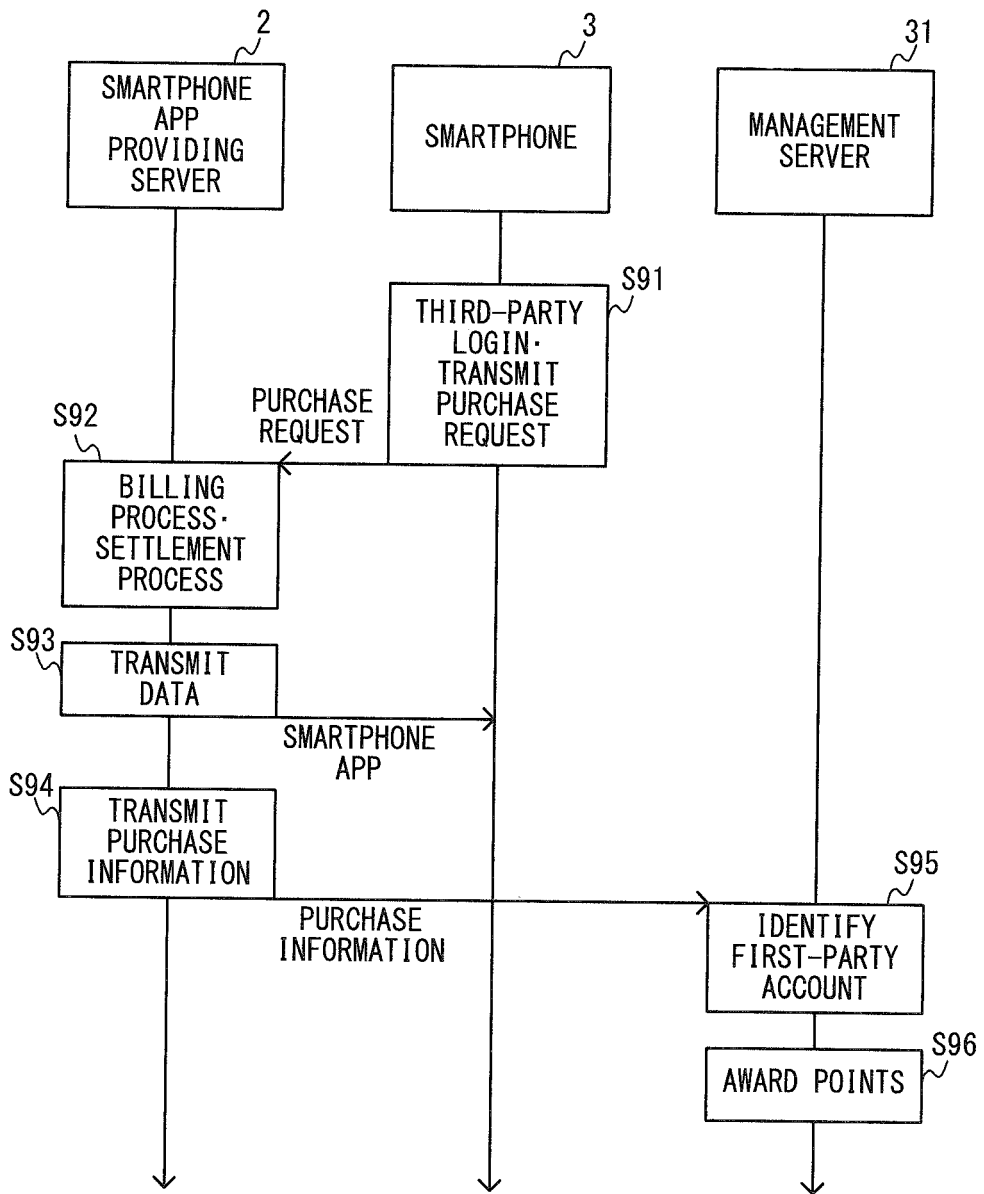 2
3
31
SMARTPHONE
APP
PROVIDING
SERVER
SMARTPHONE
MANAGEMENT
SERVER
S91
THIRD-PARTY
LOGIN·
TRANSMIT
PURCHASE
REQUEST
PURCHASE
REQUEST
S92
BILLING
PROCESS·
SETTLEMENT
PROCESS
S93
TRANSMIT
DATA
SMARTPHONE
APP
S94
TRANSMIT
PURCHASE
INFORMATION
PURCHASE
INFORMATION
S95
IDENTIFY
FIRST-PARTY
ACCOUNT
S96
AWARD POINTS